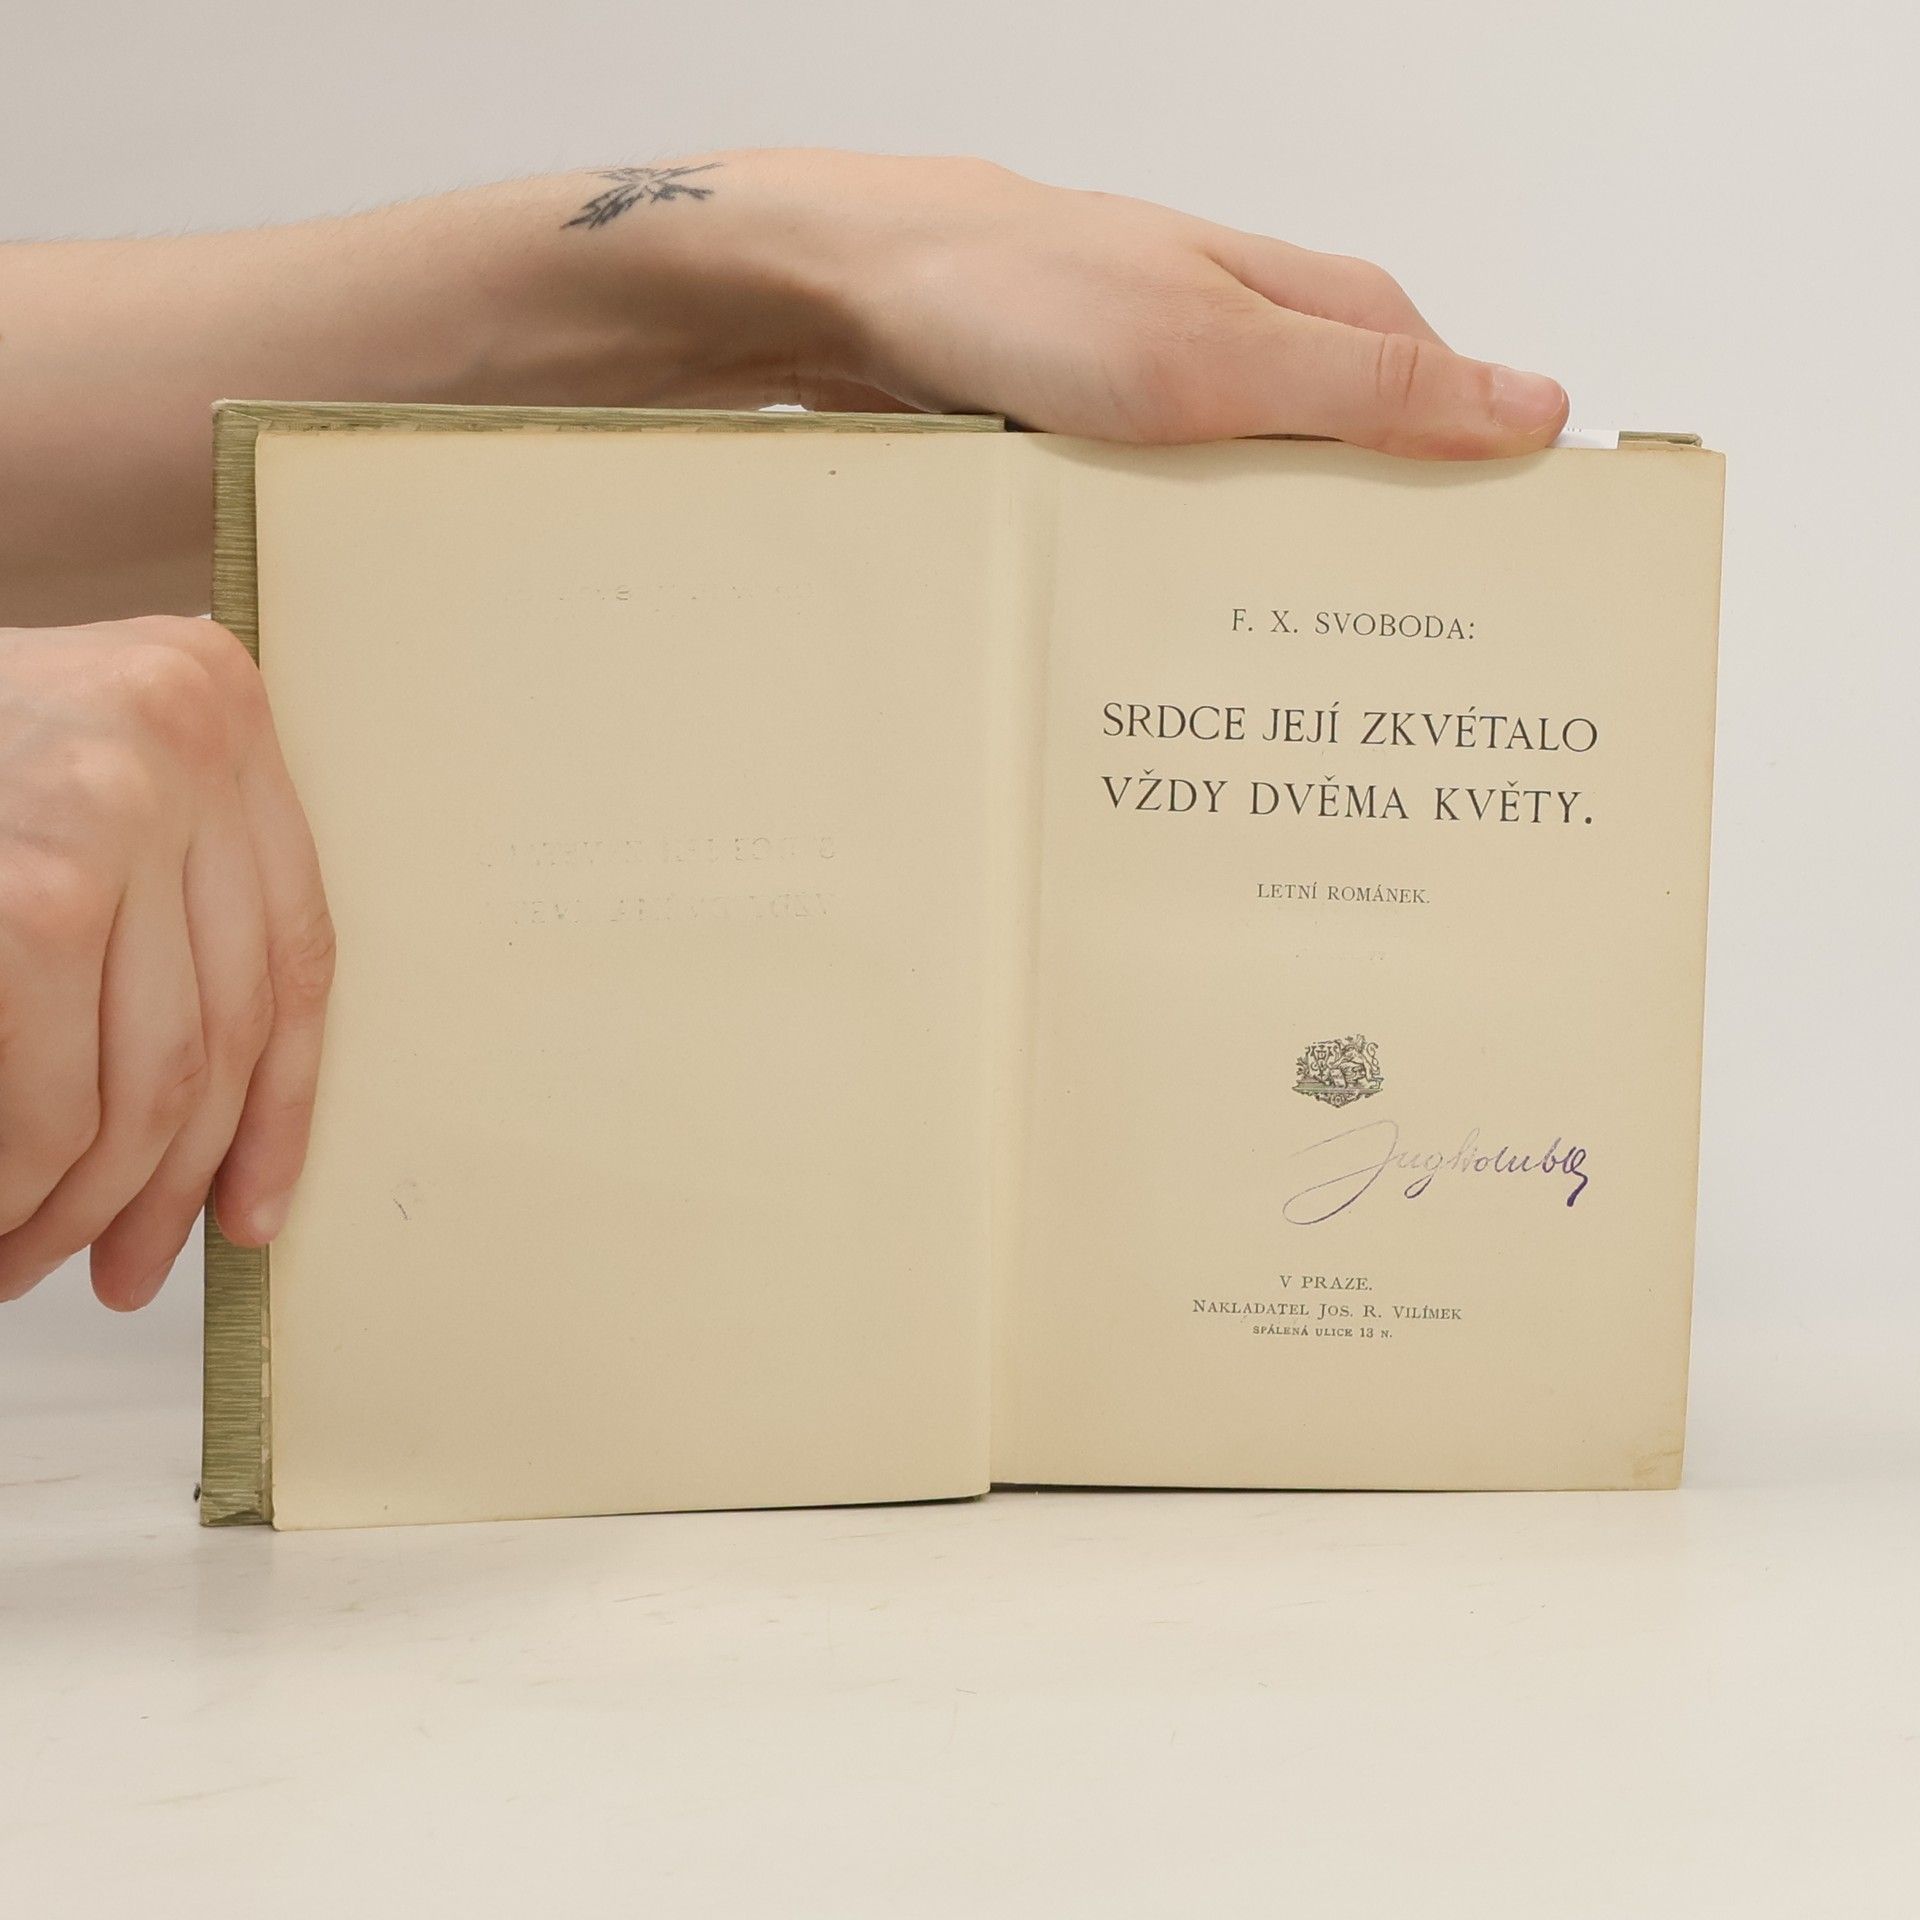 F. X. SVOBODA:
SRDCE JEJÍ ZKVÉTALO
VŽDY DVĚMA KVĚTY.
LETNÍ ROMÁNEK.
V PRAZE.
NAKLADATEL JOS. R. VILÍMEK
SPÁLENÁ ULICE 13 N.